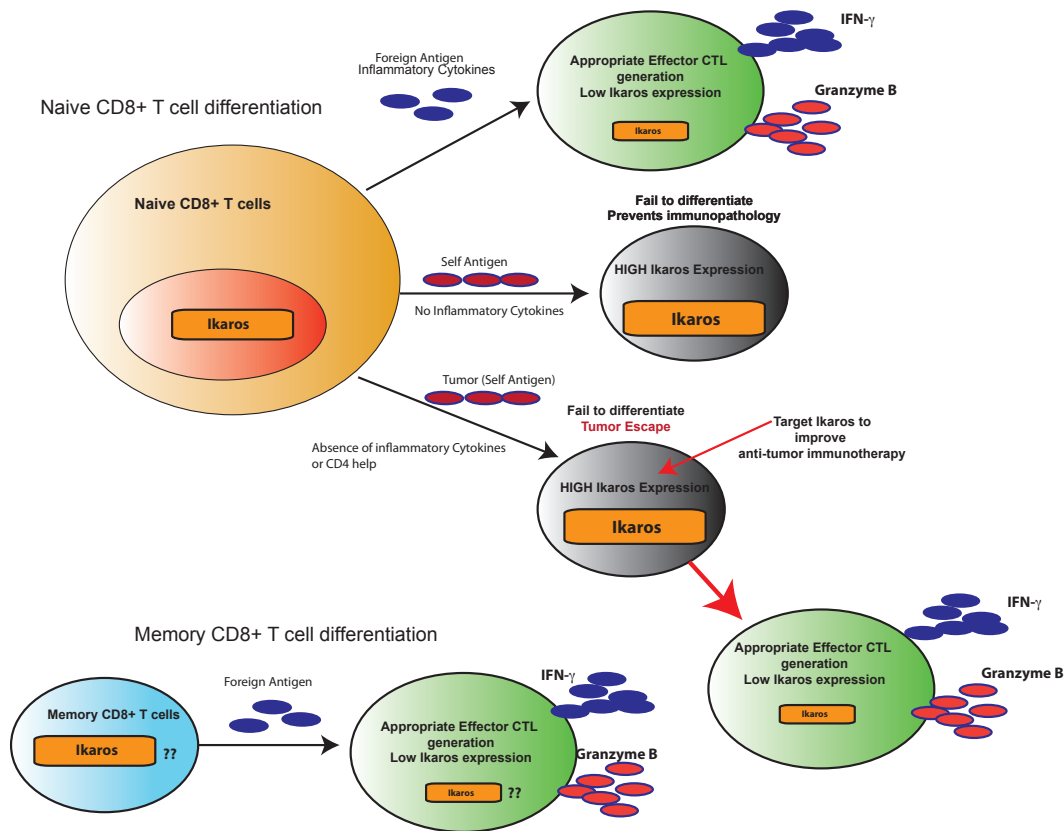 Foreign Antigen
Inflammatory Cytokines
IFN-γ
Appropriate Effector CTL
generation
Low Ikaros expression
Ikaros
Granzyme B
Naive CD8+ T cell differentiation
Naive CD8+ T cells
Ikaros
Self Antigen
No Inflammatory Cytokines
Fail to differentiate
Prevents immunopathology
HIGH Ikaros Expression
Ikaros
Tumor (Self Antigen)
Absence of inflammatory Cytokines
or CD4 help
Fail to differentiate
Tumor Escape
HIGH Ikaros Expression
Ikaros
Target Ikaros to
improve
anti-tumor immunotherapy
IFN-γ
Appropriate Effector CTL
generation
Low Ikaros expression
Ikaros
Granzyme B
Memory CD8+ T cell differentiation
Memory CD8+ T cells
Ikaros
??
Foreign Antigen
IFN-γ
Appropriate Effector CTL
generation
Low Ikaros expression
Ikaros
??
Granzyme B